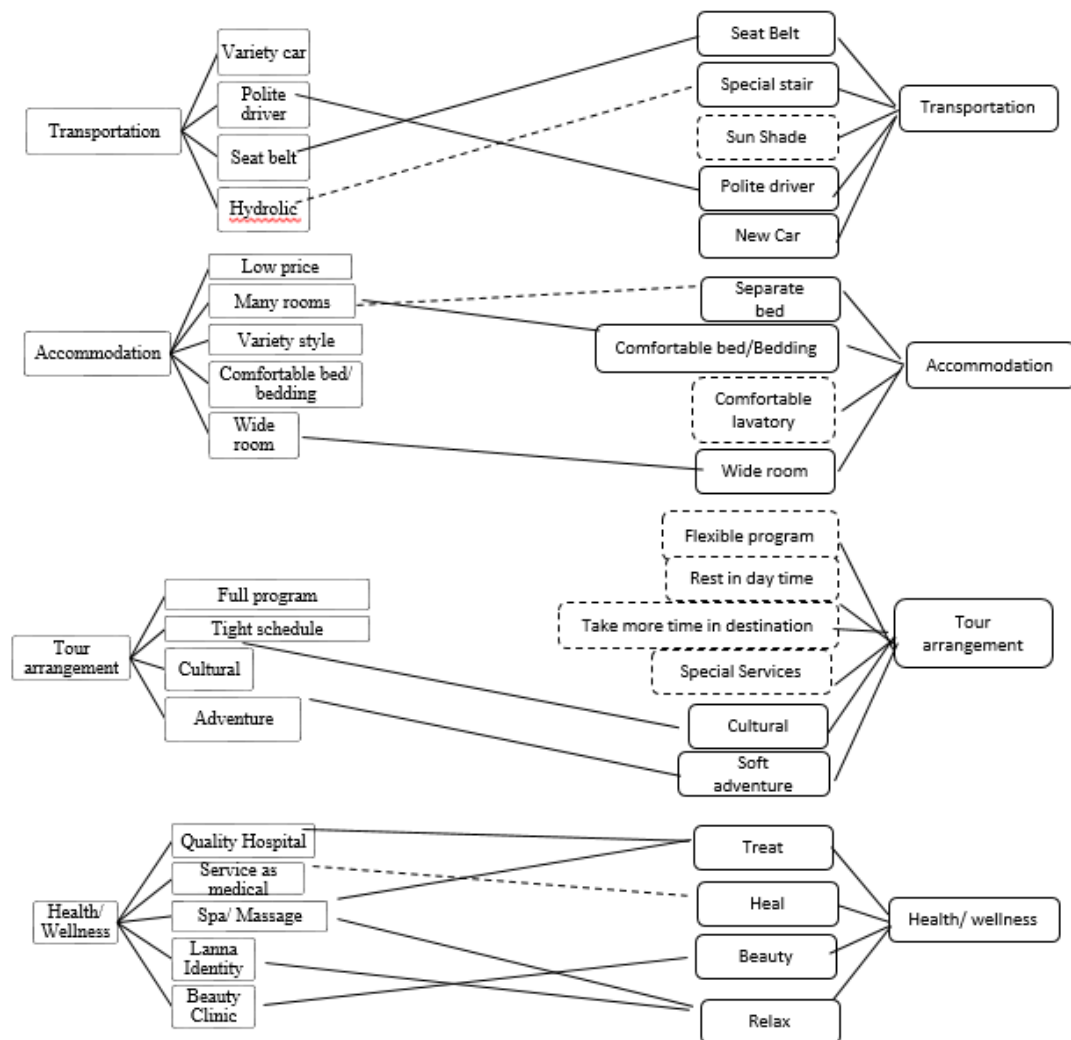 Transportation
Variety car
Polite
driver
Seat belt
Hydrolic
Seat Belt
Special stair
Sun Shade
Polite driver
New Car
Transportation
Accommodation
Low price
Many rooms
Variety style
Comfortable bed/
bedding
Wide
room
Separate
bed
Comfortable bed/Bedding
Comfortable
lavatory
Wide room
Accommodation
Tour
arrangement
Full program
Tight schedule
Cultural
Adventure
Flexible program
Rest in day time
Take more time in destination
Special Services
Cultural
Soft
adventure
Tour
arrangement
Health/
Wellness
Quality Hospital
Service as
medical
Spa/ Massage
Lanna
Identity
Beauty
Clinic
Treat
Heal
Beauty
Relax
Health/ wellness